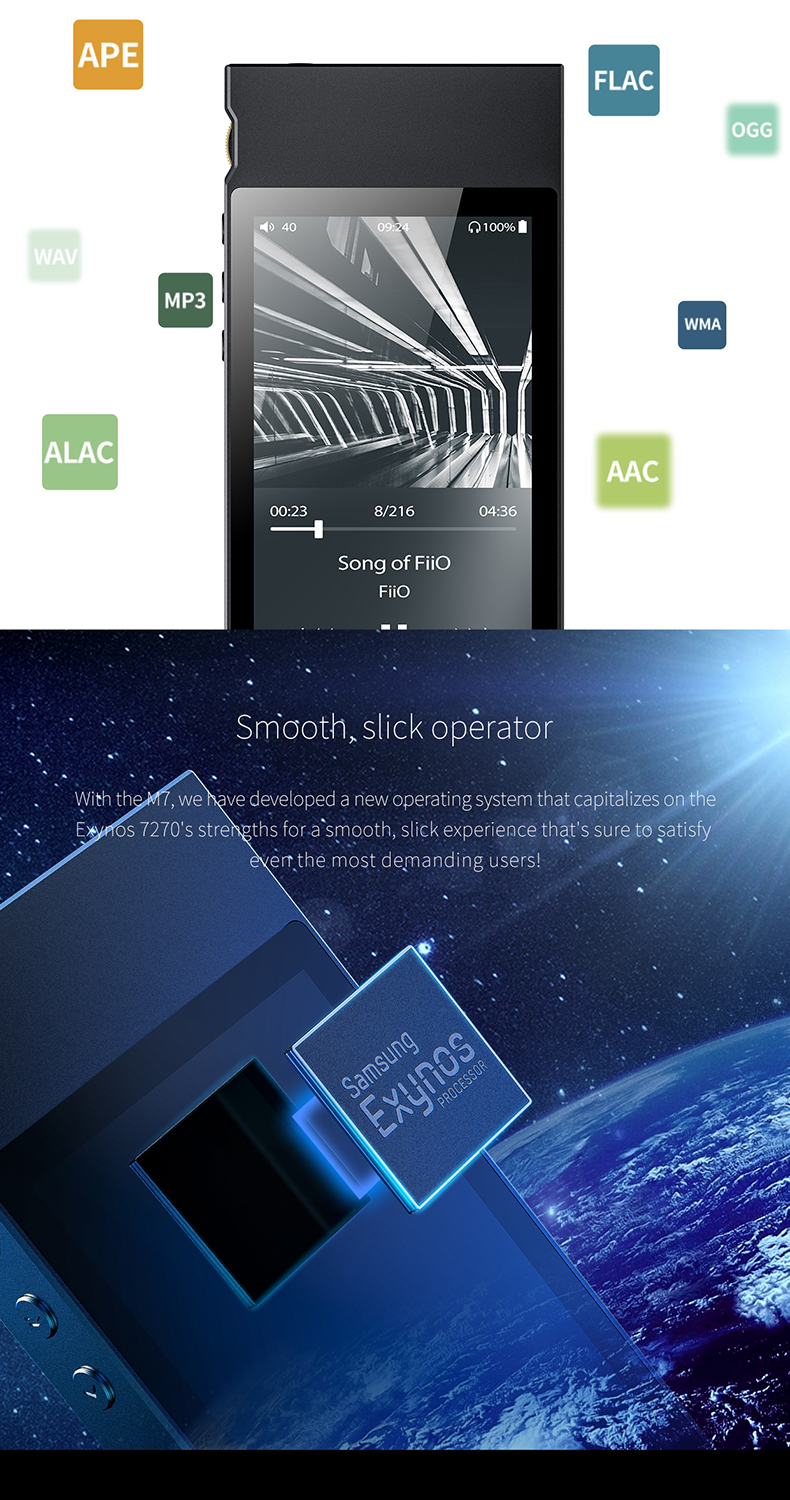 APE
FLAC
OGG
WAV
MP3
WMA
ALAC
AAC
40 09:24 100%
00:23 8/216 04:36
Song of FiiO
FiiO
Smooth, slick operator
With the M7, we have developed a new operating system that capitalizes on the
Exynos 7270's strengths for a smooth, slick experience that's sure to satisfy
even the most demanding users!
Samsung
Exynos
PROCESSOR